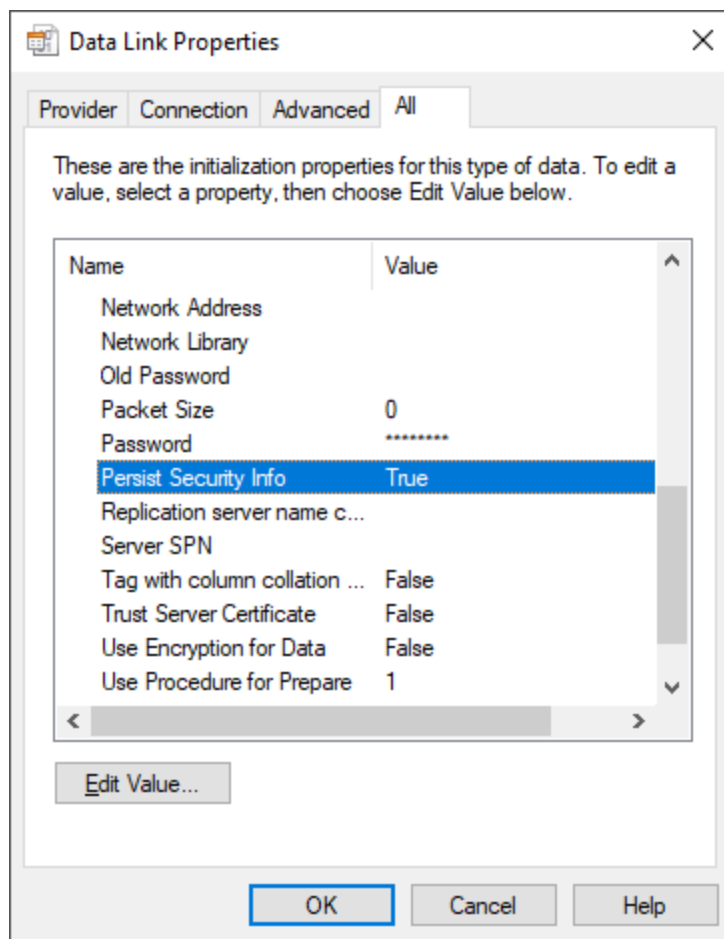 Data Link Properties
Provider Connection Advanced All
These are the initialization properties for this type of data. To edit a
value, select a property, then choose Edit Value below.
Name Value
Network Address
Network Library
Old Password
Packet Size 0
Password ********
Persist Security Info True
Replication server name c...
Server SPN
Tag with column collation ... False
Trust Server Certificate False
Use Encryption for Data False
Use Procedure for Prepare 1
Edit Value...
OK Cancel Help